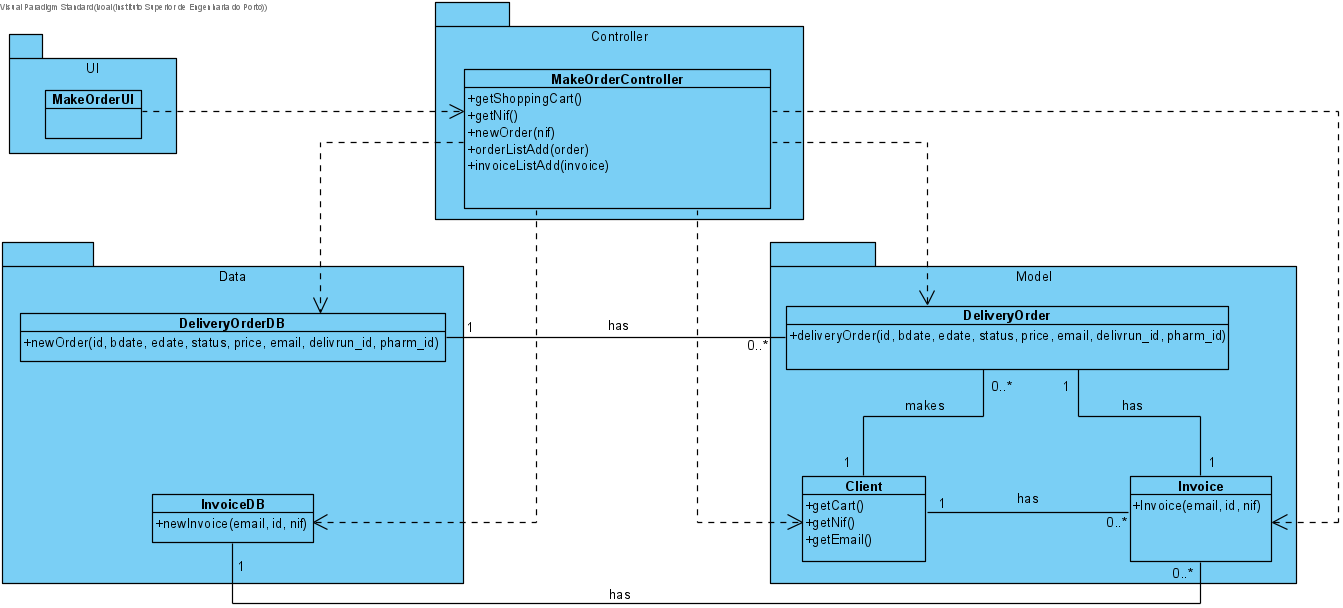 Visual Paradigm Standard(Joal(Instituto Superior de Engenharia do Porto))
Controller
UI
MakeOrderUI
MakeOrderController
+getShoppingCart()
+getNif()
+newOrder(nif)
+orderListAdd(order)
+invoiceListAdd(invoice)
Data
Model
DeliveryOrderDB
+newOrder(id, bdate, edate, status, price, email, delivrun_id, pharm_id)
1
has
0..*
DeliveryOrder
+deliveryOrder(id, bdate, edate, status, price, email, delivrun_id, pharm_id)
0..*
1
makes
has
1
1
Client
+getCart()
+getNif()
+getEmail()
1
has
0..*
Invoice
+Invoice(email, id, nif)
InvoiceDB
+newInvoice(email, id, nif)
1
0..*
has